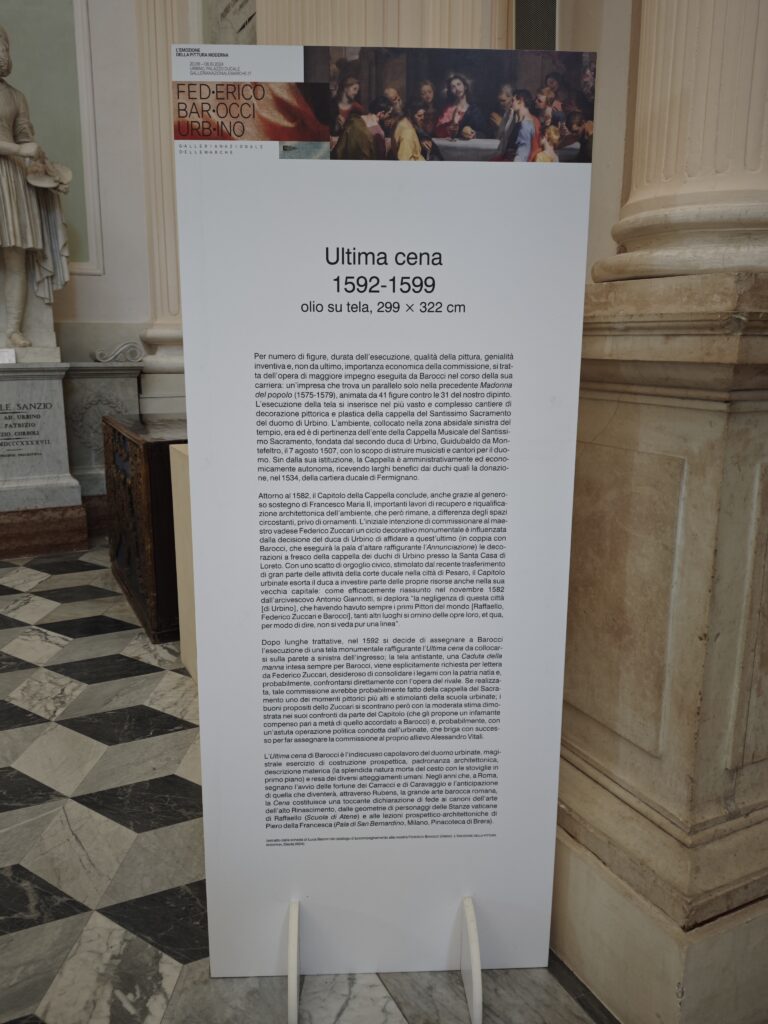 L'EMOZIONE
DELLA PITTURA MODERNA
20.06 – 06.10.2024
URBINO, PALAZZO DUCALE
GALLERIANAZIONALEMARCHE.IT
FED•ERICO
BAR•OCCI
URB•INO
GALLERIA NAZIONALE
DELLE MARCHE
Ultima cena
1592-1599
olio su tela, 299 × 322 cm
Per numero di figure, durata dell'esecuzione, qualità della pittura, genialità
inventiva e, non da ultimo, importanza economica della commissione, si trat-
ta dell'opera di maggiore impegno eseguita da Barocci nel corso della sua
carriera: un'impresa che trova un parallelo solo nella precedente Madonna
del popolo (1575-1579), animata da 41 figure contro le 31 del nostro dipinto.
L'esecuzione della tela si inserisce nel più vasto e complesso cantiere di
decorazione pittorica e plastica della cappella del Santissimo Sacramento
del duomo di Urbino. L'ambiente, collocato nella zona absidale sinistra del
tempio, era ed è di pertinenza dell'ente della Cappella Musicale del Santissi-
mo Sacramento, fondata dal secondo duca di Urbino, Guidubaldo da Mon-
tefeltro, il 7 agosto 1507, con lo scopo di istruire musicisti e cantori per il duo-
mo. Sin dalla sua istituzione, la Cappella è amministrativamente ed econo-
micamente autonoma, ricevendo larghi benefici dai duchi quali la donazio-
ne, nel 1534, della cartiera ducale di Fermignano.
Attorno al 1582, il Capitolo della Cappella conclude, anche grazie al genero-
so sostegno di Francesco Maria II, importanti lavori di recupero e riqualifica-
zione architettonica dell'ambiente, che però rimane, a differenza degli spazi
circostanti, privo di ornamenti. L'iniziale intenzione di commissionare al mae-
stro vadese Federico Zuccari un ciclo decorativo monumentale è influenzata
dalla decisione del duca di Urbino di affidare a quest'ultimo (in coppia con
Barocci, che eseguirà la pala d'altare raffigurante l'Annunciazione) le deco-
razioni a fresco della cappella dei duchi di Urbino presso la Santa Casa di
Loreto. Con uno scatto di orgoglio civico, stimolato dal recente trasferimento
di gran parte delle attività della corte ducale nella città di Pesaro, il Capitolo
urbinate esorta il duca a investire parte delle proprie risorse anche nella sua
vecchia capitale: come efficacemente riassunto nel novembre 1582
dall'arcivescovo Antonio Giannotti, si deplora "la negligenza di questa città
[di Urbino], che havendo havuto sempre i primi Pittori del mondo [Raffaello,
Federico Zuccari e Barocci], tanti altri luoghi si ornino delle opre loro, et qua,
per modo di dire, non si veda pur una linea".
Dopo lunghe trattative, nel 1592 si decide di assegnare a Barocci
l'esecuzione di una tela monumentale raffigurante l'Ultima cena da collocar-
si sulla parete a sinistra dell'ingresso; la tela antistante, una Caduta della
manna intesa sempre per Barocci, viene esplicitamente richiesta per lettera
da Federico Zuccari, desideroso di consolidare i legami con la patria natia e,
probabilmente, confrontarsi direttamente con l'opera del rivale. Se realizza-
ta, tale commissione avrebbe probabilmente fatto della cappella del Sacra-
mento uno dei momenti pittorici più alti e stimolanti della scuola urbinate; i
buoni propositi dello Zuccari si scontrano però con la moderata stima dimo-
strata nei suoi confronti da parte del Capitolo (che gli propone un infamante
compenso pari a metà di quello accordato a Barocci) e, probabilmente, con
un'astuta operazione politica condotta dall'urbinate, che briga con succes-
so per far assegnare la commissione al proprio allievo Alessandro Vitali.
L'Ultima cena di Barocci è l'indiscusso capolavoro del duomo urbinate, magi-
strale esercizio di costruzione prospettica, padronanza architettonica,
descrizione materica (la splendida natura morta del cesto con le stoviglie in
primo piano) e resa dei diversi atteggiamenti umani. Negli anni che, a Roma,
segnano l'avvio delle fortune dei Carracci e di Caravaggio e l'anticipazione
di quella che diventerà, attraverso Rubens, la grande arte barocca romana,
la Cena costituisce una toccante dichiarazione di fede ai canoni dell'arte
dell'alto Rinascimento, dalle geometrie di personaggi delle Stanze vaticane
di Raffaello (Scuola di Atene) e alle lezioni prospettico-architettoniche di
Piero della Francesca (Pala di San Bernardino, Milano, Pinacoteca di Brera).
LE SANZIO
AD. URBINO
PATRIZIO
MDCCCXXXXVII